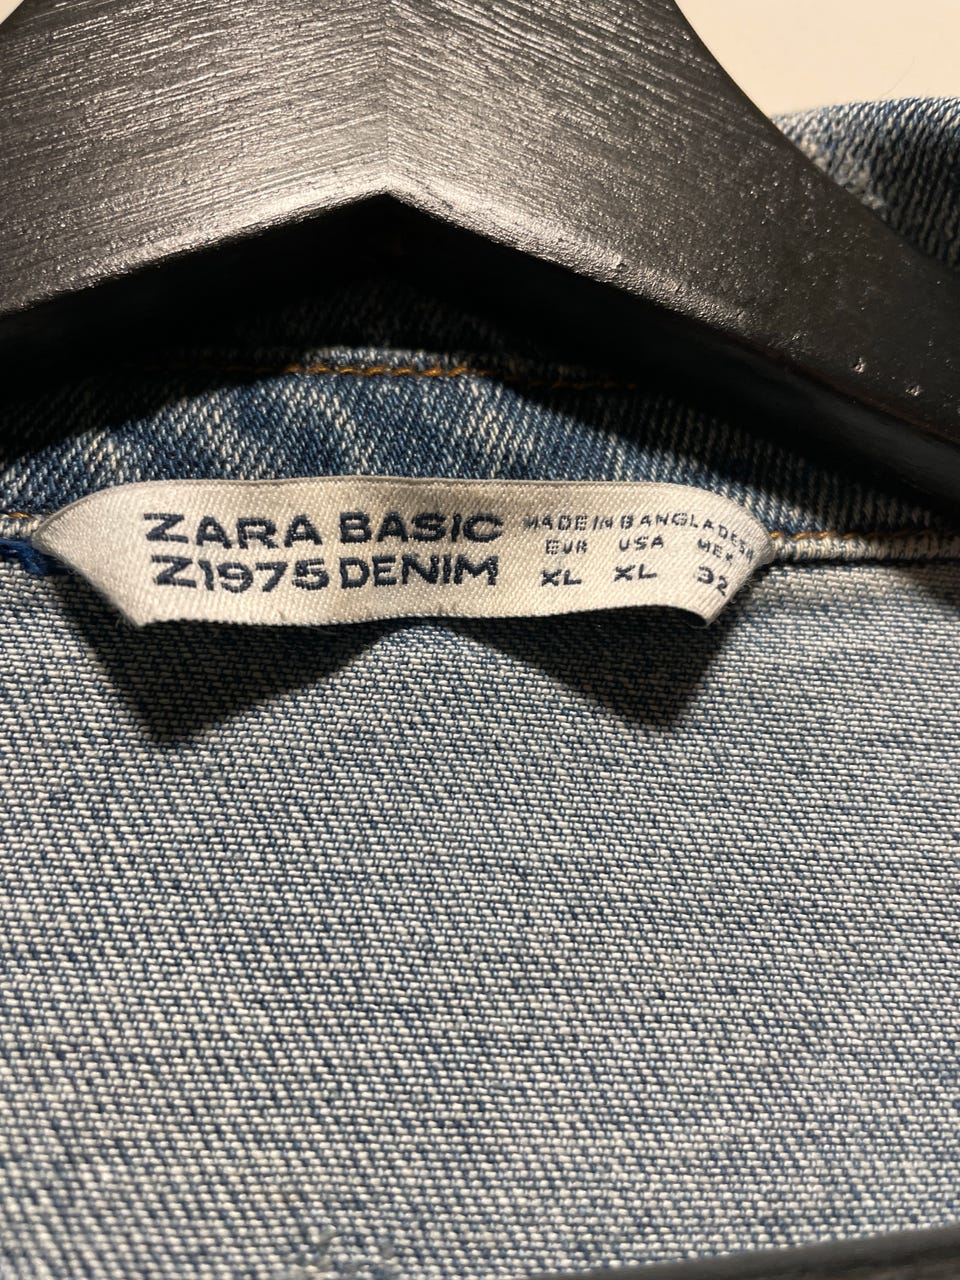 ZARA BASIC
Z1975 DENIM
MADE IN BANGLADESH
EUR USA MEX
XL XL 32